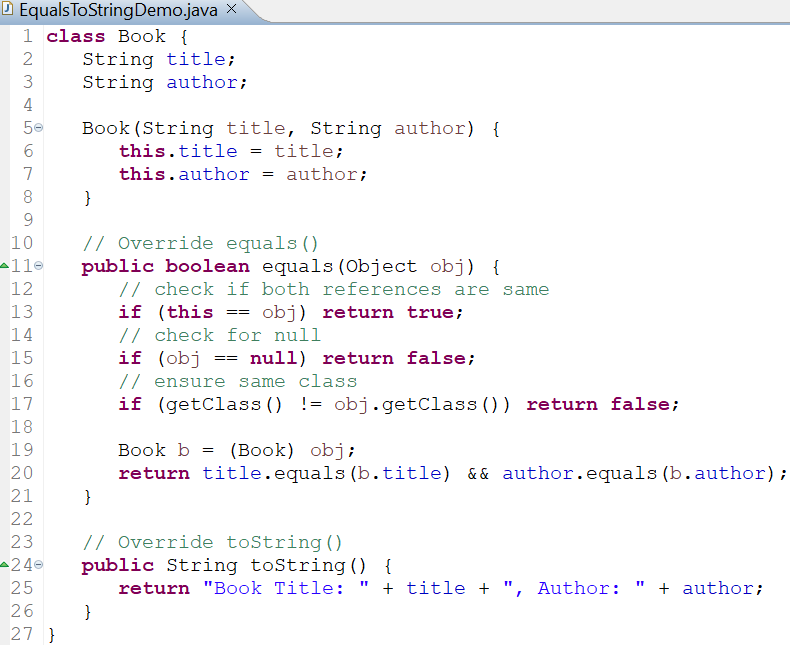 EqualsToStringDemo.java
1 class Book {
2    String title;
3    String author;
4
5    Book(String title, String author) {
6       this.title = title;
7       this.author = author;
8    }
9
10    // Override equals()
11    public boolean equals(Object obj) {
12       // check if both references are same
13       if (this == obj) return true;
14       // check for null
15       if (obj == null) return false;
16       // ensure same class
17       if (getClass() != obj.getClass()) return false;
18
19       Book b = (Book) obj;
20       return title.equals(b.title) && author.equals(b.author);
21    }
22
23    // Override toString()
24    public String toString() {
25       return "Book Title: " + title + ", Author: " + author;
26    }
27 }